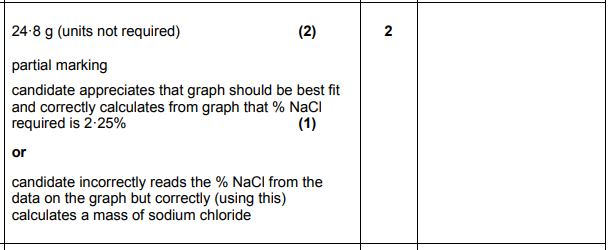 24·8 g (units not required) (2) 2
partial marking
candidate appreciates that graph should be best fit
and correctly calculates from graph that % NaCl
required is 2·25% (1)
or
candidate incorrectly reads the % NaCl from the
data on the graph but correctly (using this)
calculates a mass of sodium chloride